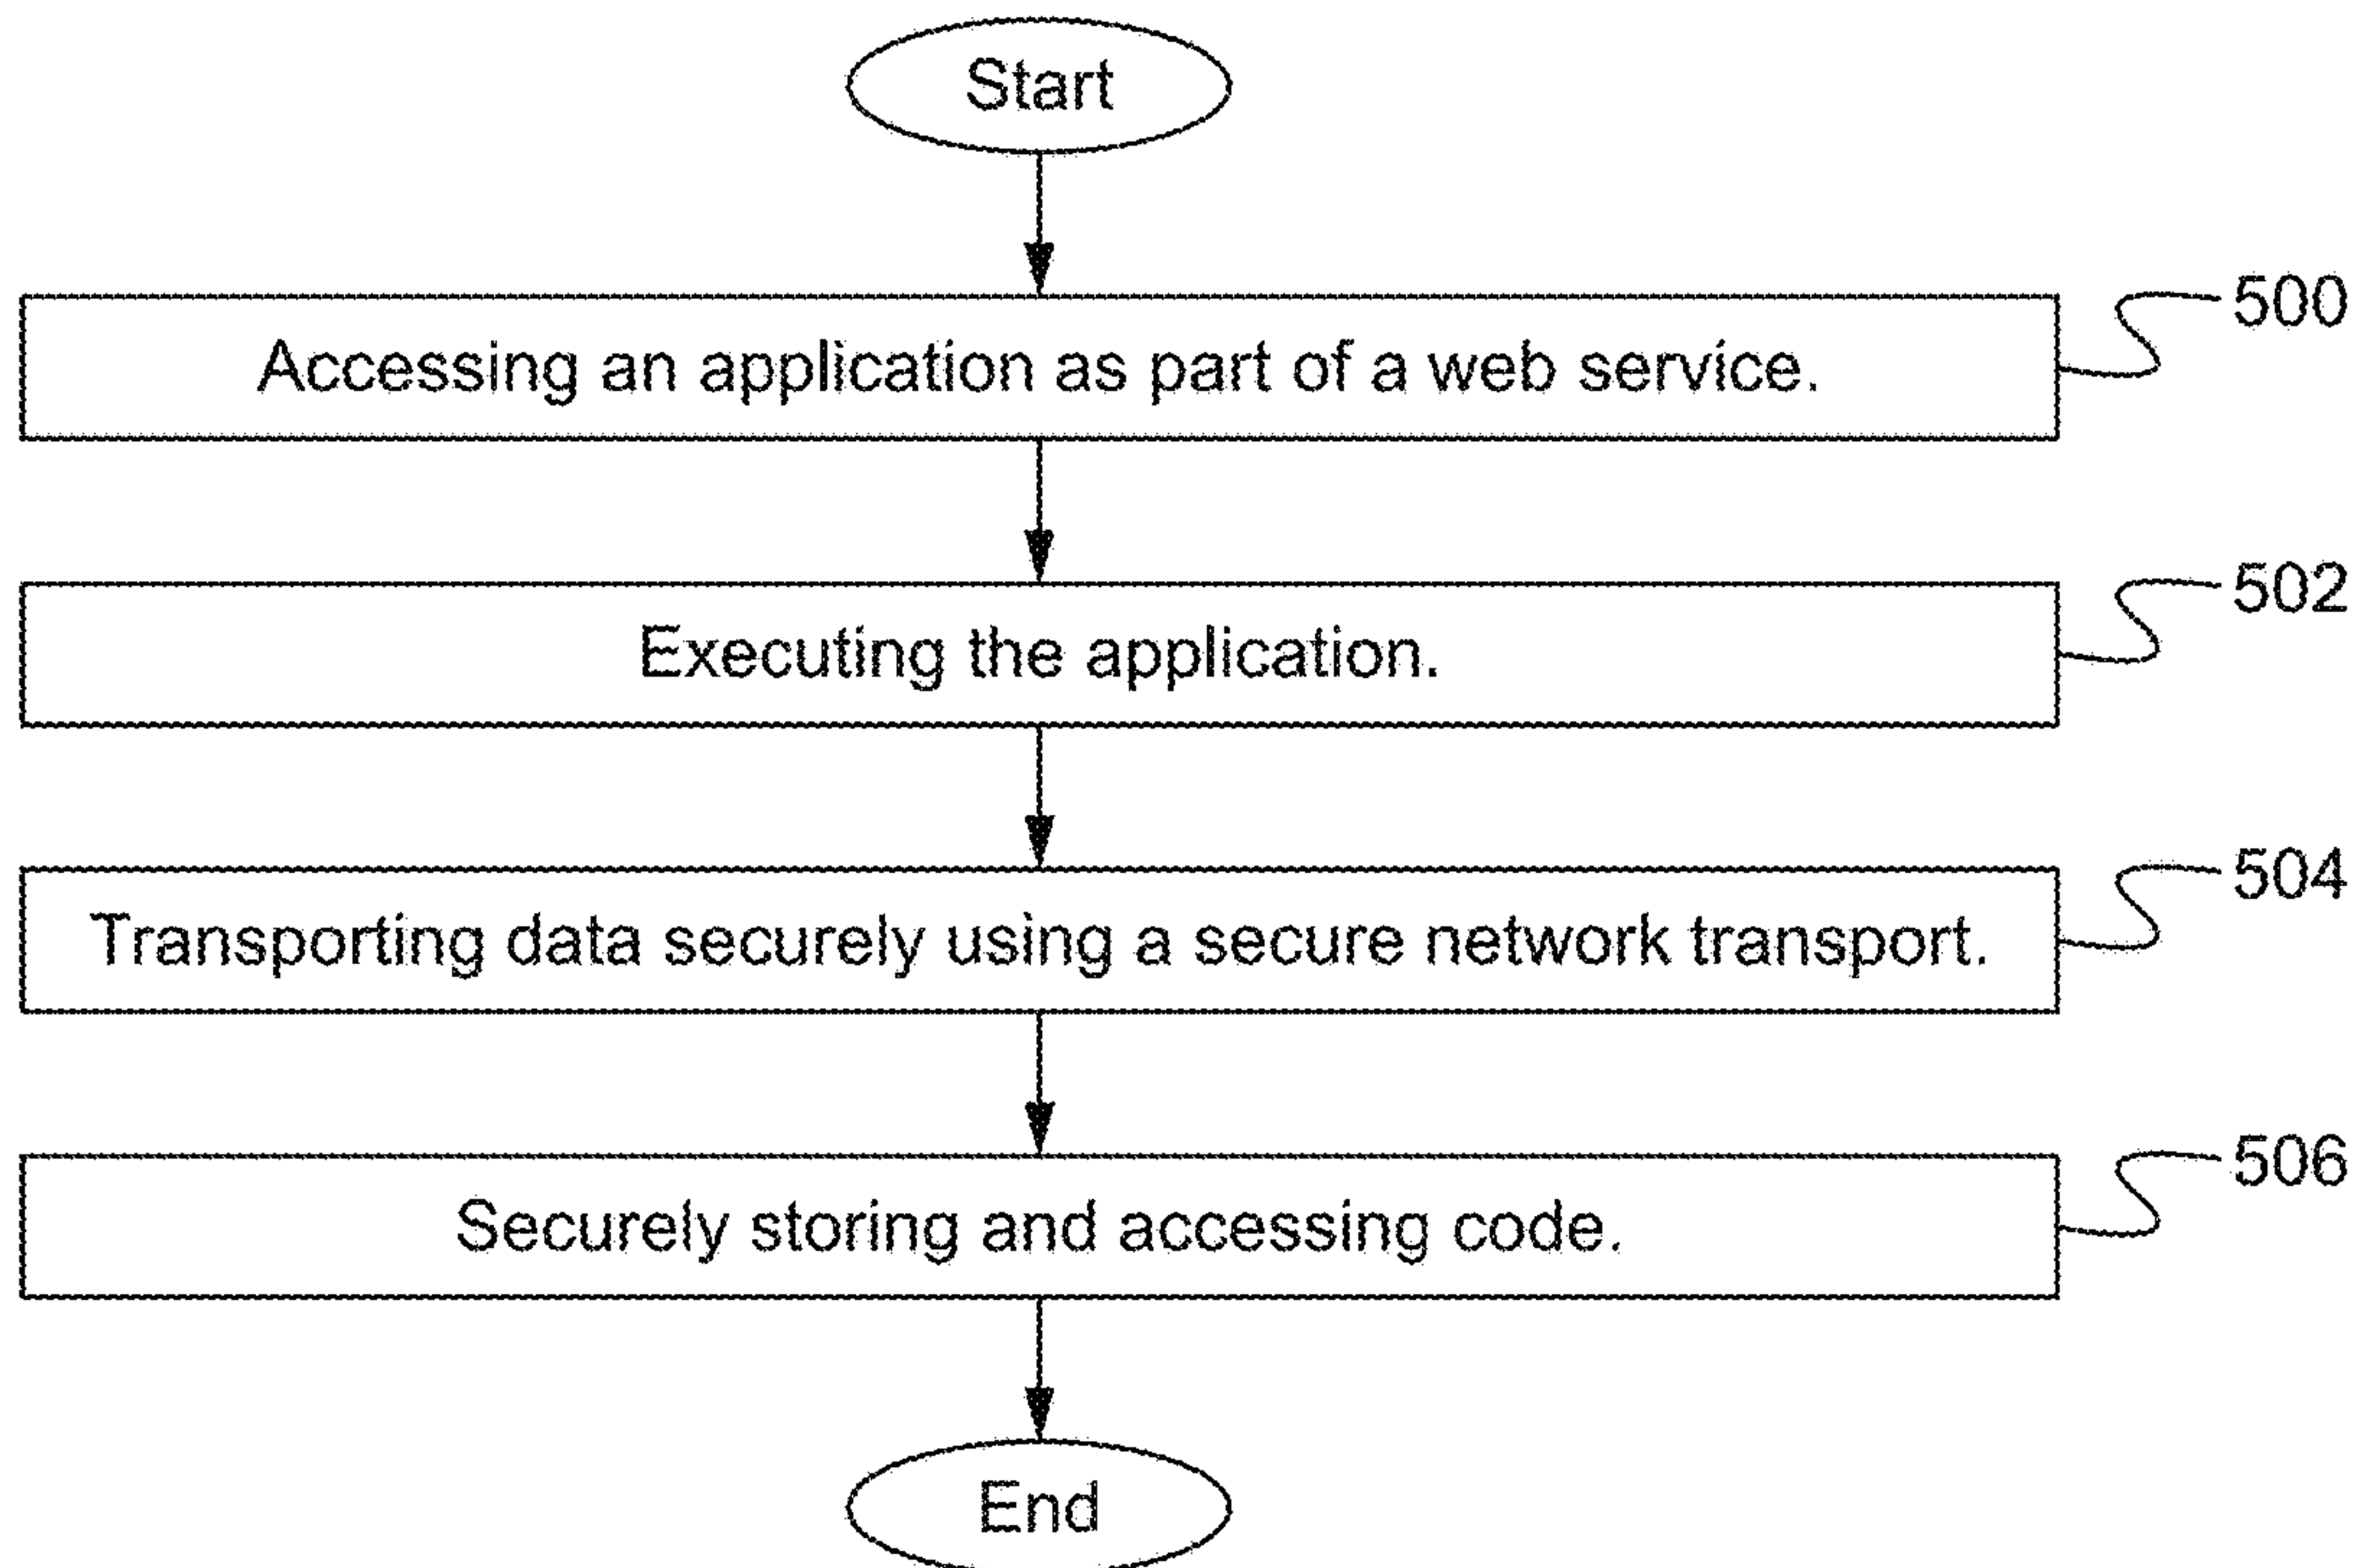 Start
500
Accessing an application as part of a web service.
502
Executing the application.
504
Transporting data securely using a secure network transport.
506
Securely storing and accessing code.
End